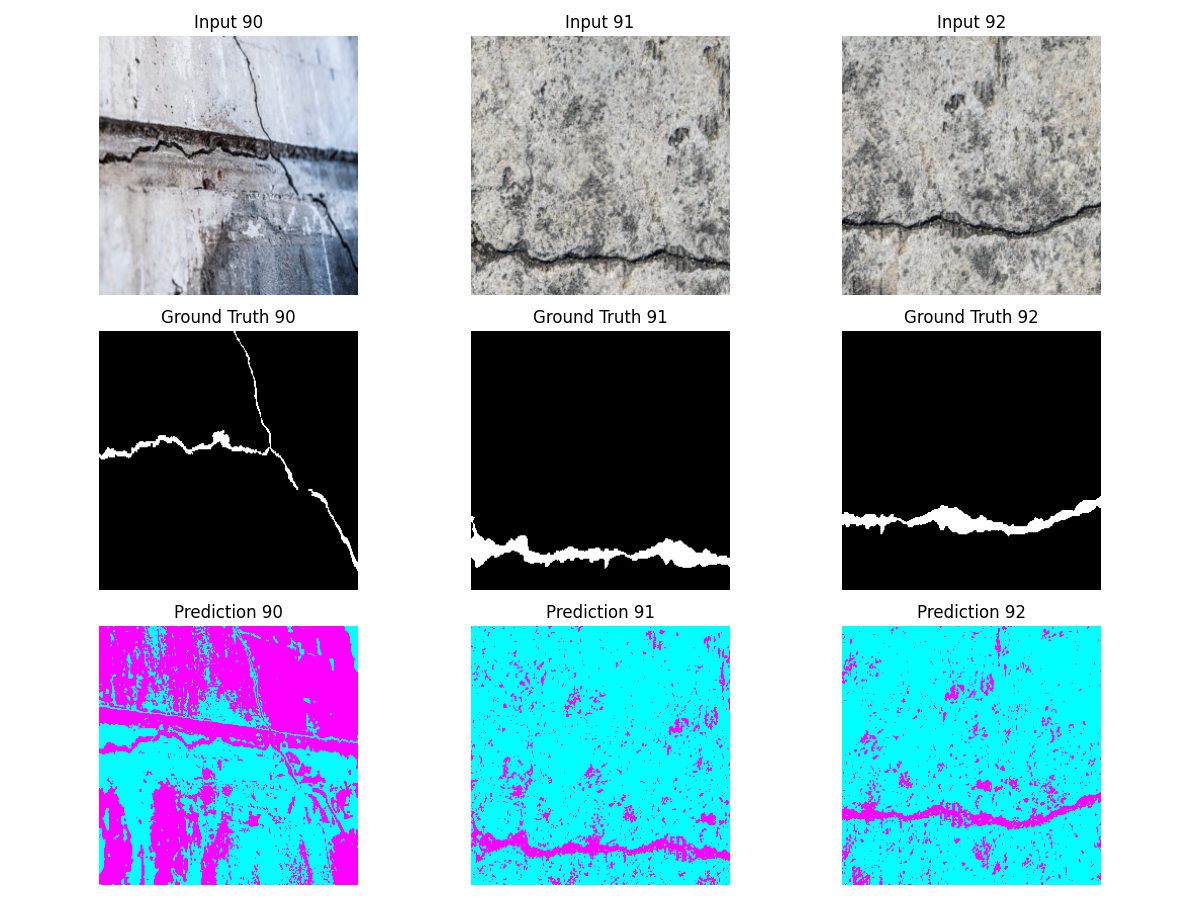 Input 90
Input 91
Input 92
Ground Truth 90
Ground Truth 91
Ground Truth 92
Prediction 90
Prediction 91
Prediction 92